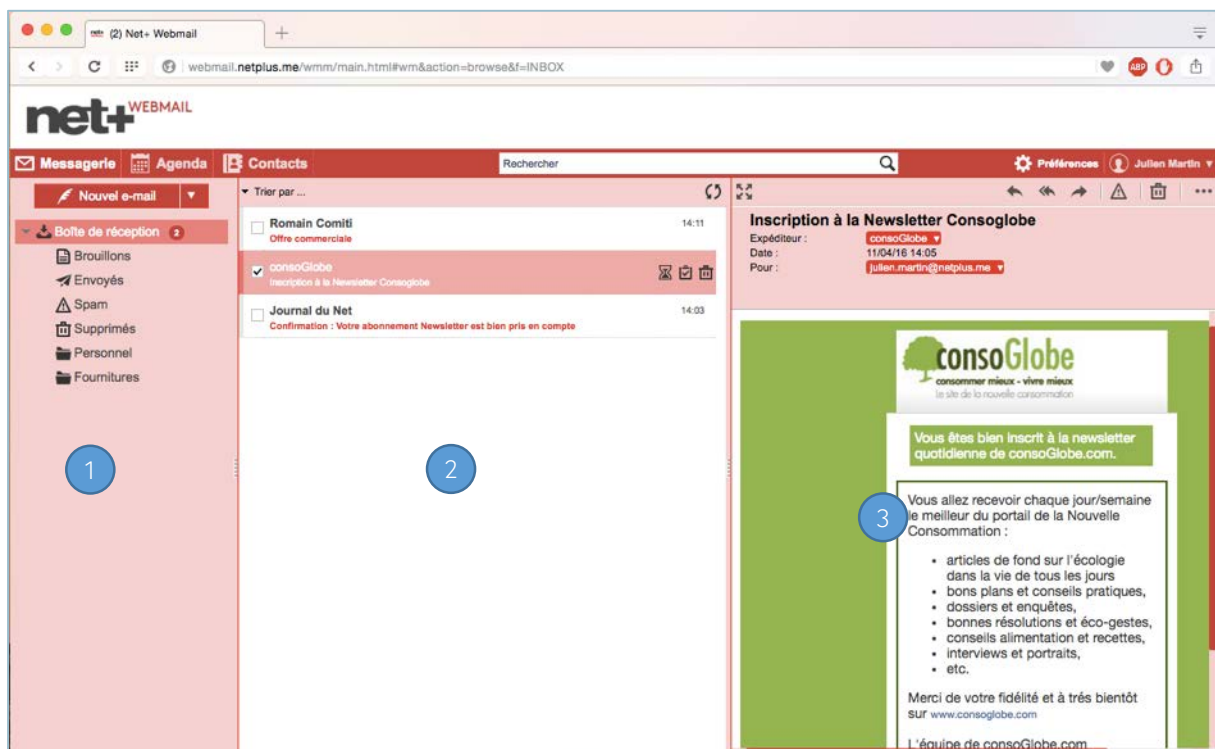 (2) Net+ Webmail
webmail.netplus.me/wmm/main.html#wm&action=browse&f=INBOX
ABP
net+ WEBMAIL
Messagerie Agenda Contacts Rechercher Préférences Julien Martin
Nouvel e-mail
Boîte de réception 2
Brouillons
Envoyés
Spam
Supprimés
Personnel
Fournitures
1
Trier par ...
Romain Comiti 14:11
Offre commerciale
consoGlobe
Inscription à la Newsletter Consoglobe
Journal du Net 14:03
Confirmation : Votre abonnement Newsletter est bien pris en compte
2
Inscription à la Newsletter Consoglobe
Expéditeur : consoGlobe
Date : 11/04/16 14:05
Pour : julien.martin@netplus.me
consoGlobe
consommer mieux - vivre mieux
le site de la nouvelle consommation
Vous êtes bien inscrit à la newsletter
quotidienne de consoGlobe.com.
3
Vous allez recevoir chaque jour/semaine
le meilleur du portail de la Nouvelle
Consommation :
• articles de fond sur l'écologie
dans la vie de tous les jours
• bons plans et conseils pratiques,
• dossiers et enquêtes,
• bonnes résolutions et éco-gestes,
• conseils alimentation et recettes,
• interviews et portraits,
• etc.
Merci de votre fidélité et à trés bientôt
sur www.consoglobe.com
L'équipe de consoGlobe.com